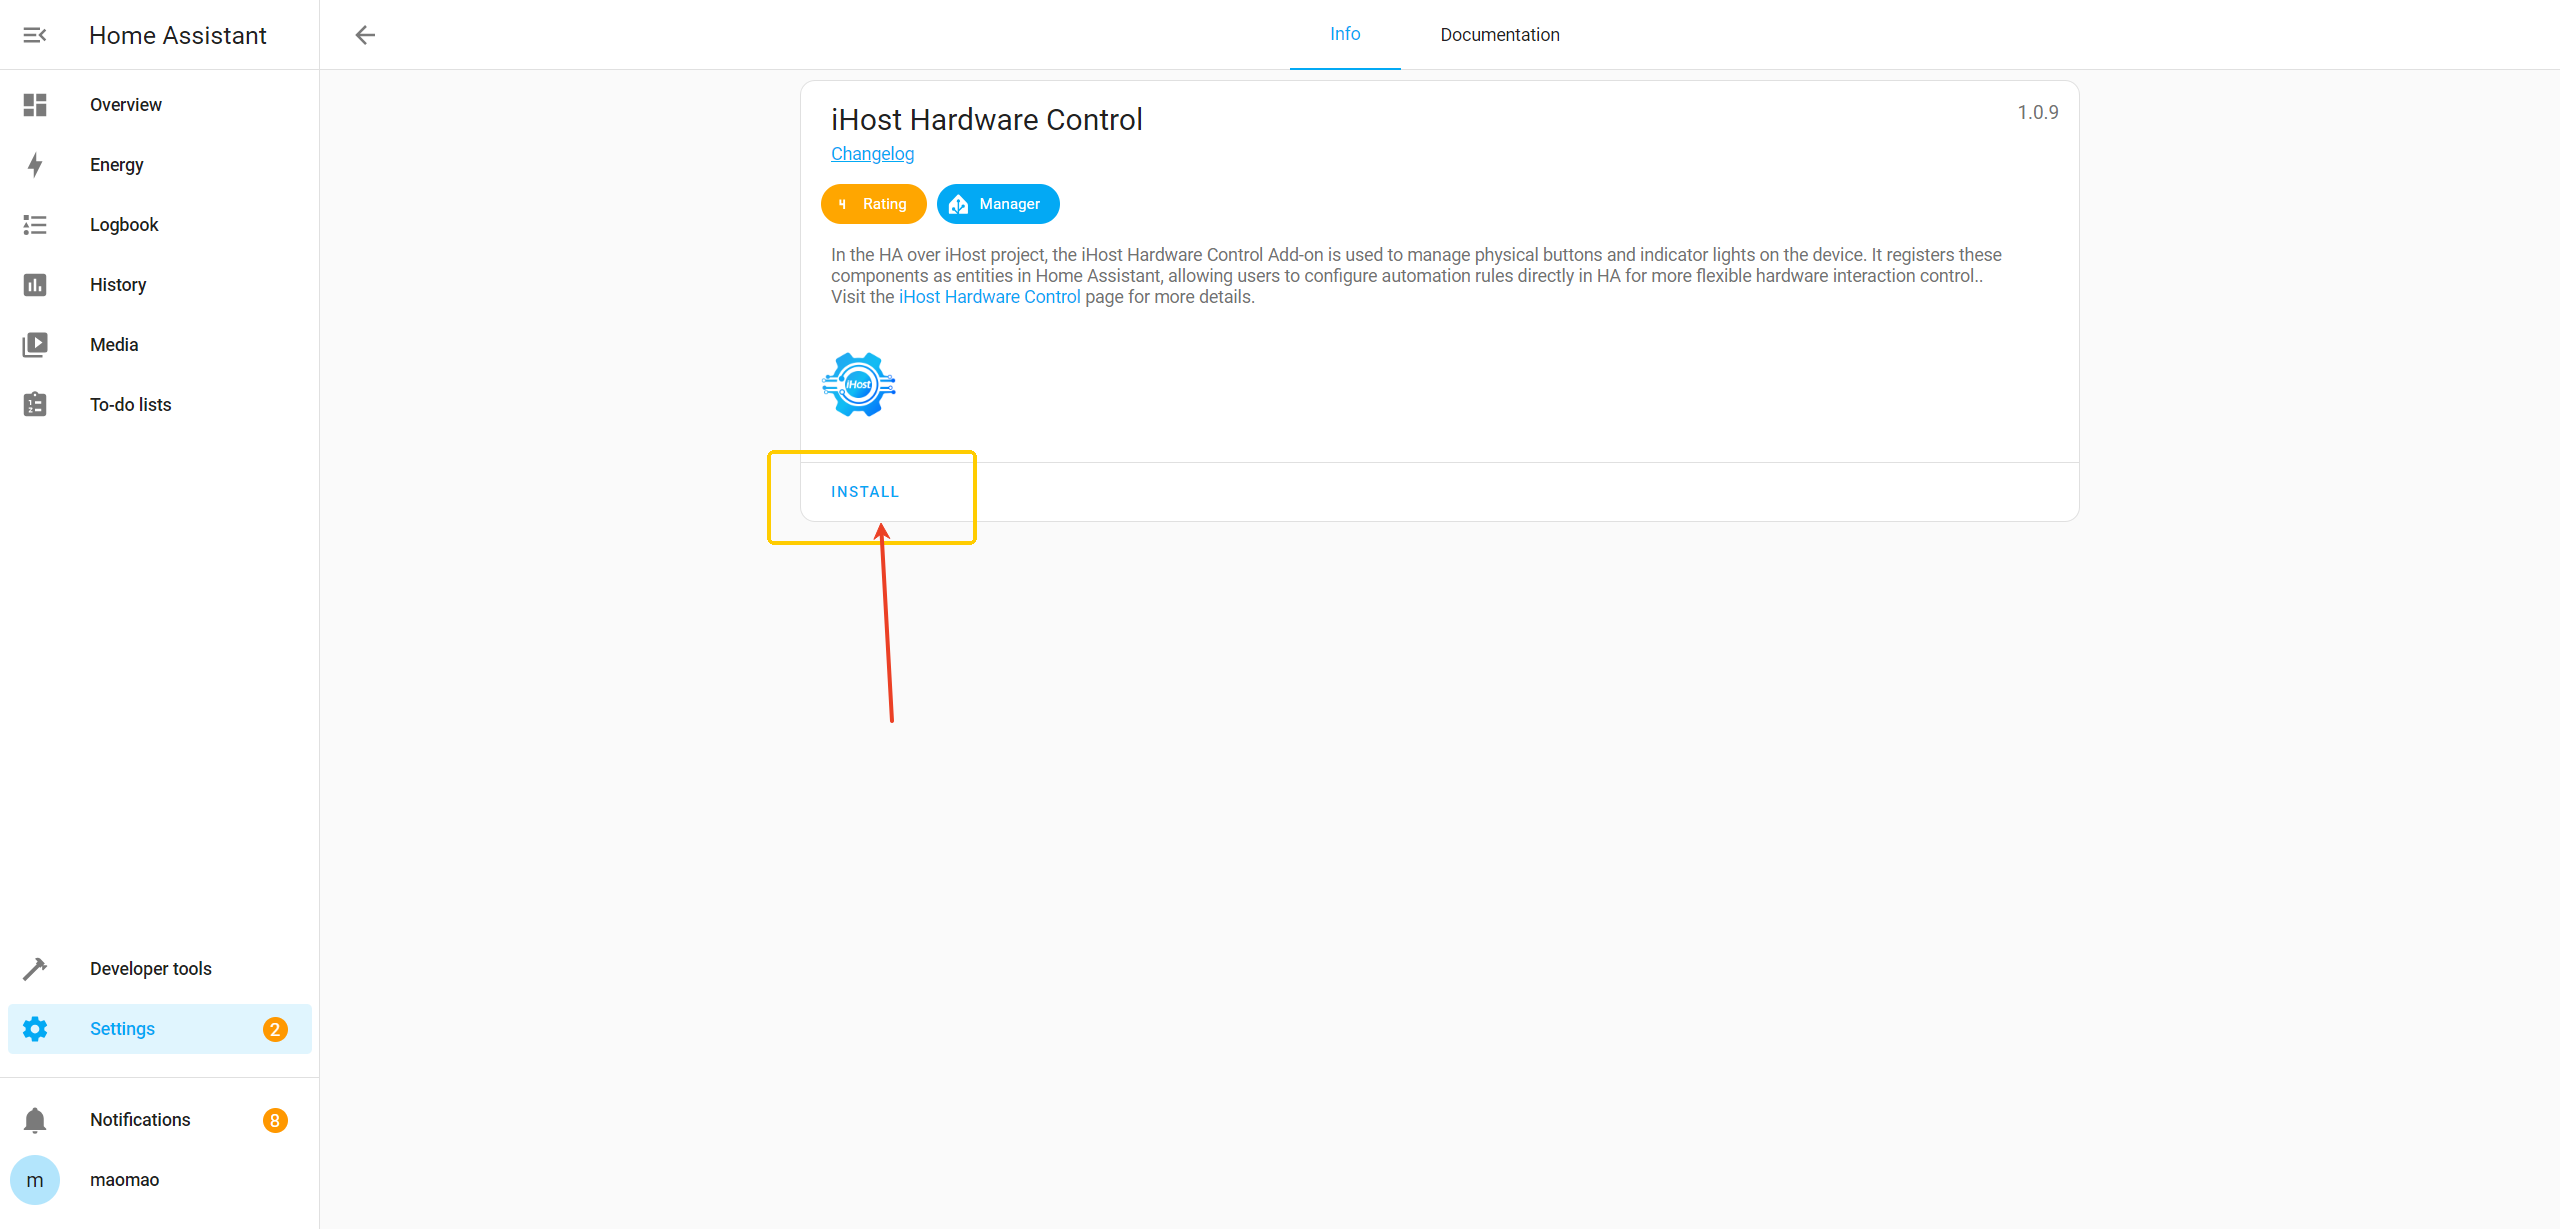 Home Assistant
Overview
Energy
Logbook
History
Media
To-do lists
Developer tools
Settings
2
Notifications
8
m
maomao
Info
Documentation
iHost Hardware Control
1.0.9
Changelog
4 Rating
Manager
In the HA over iHost project, the iHost Hardware Control Add-on is used to manage physical buttons and indicator lights on the device. It registers these
components as entities in Home Assistant, allowing users to configure automation rules directly in HA for more flexible hardware interaction control..
Visit the iHost Hardware Control page for more details.
iHost
INSTALL